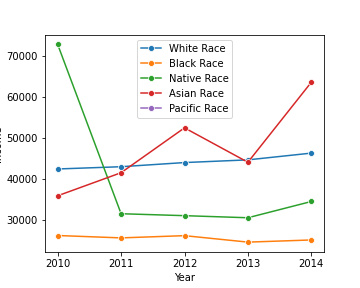 White Race
Black Race
Native Race
Asian Race
Pacific Race
70000
60000
50000
40000
30000
2010
2011
2012
2013
2014
Year